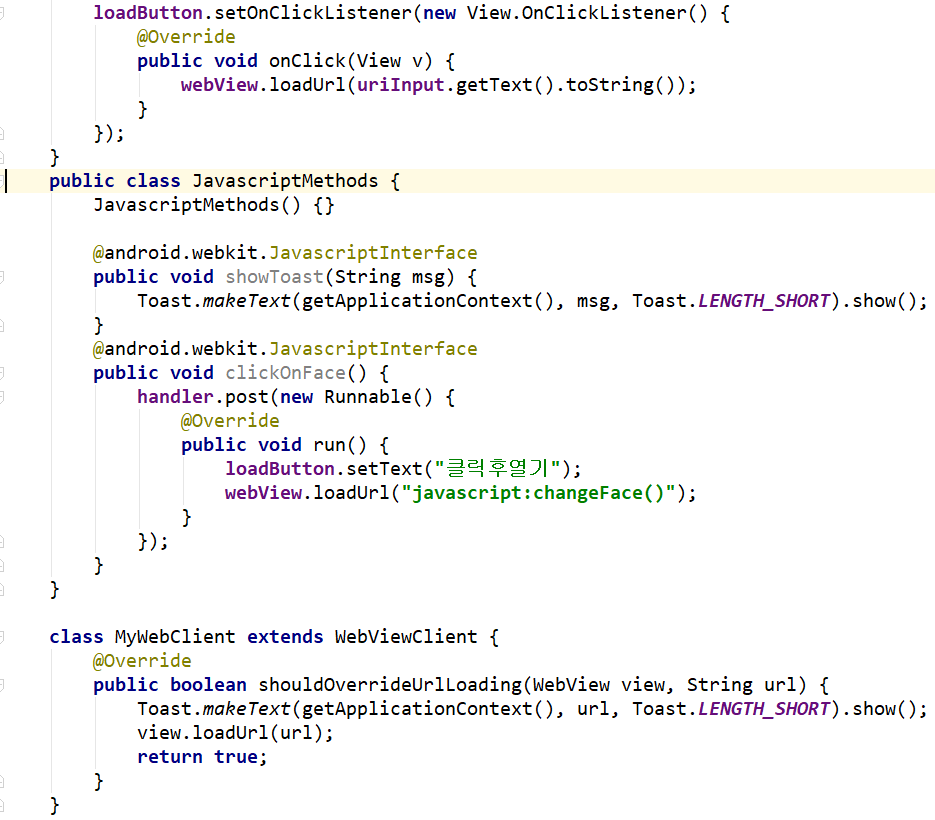 loadButton.setOnClickListener(new View.OnClickListener() {
@Override
public void onClick(View v) {
webView.loadUrl(uriInput.getText().toString());
}
});
}
public class JavascriptMethods {
JavascriptMethods() {}
@android.webkit.JavascriptInterface
public void showToast(String msg) {
Toast.makeText(getApplicationContext(), msg, Toast.LENGTH_SHORT).show();
}
@android.webkit.JavascriptInterface
public void clickOnFace() {
handler.post(new Runnable() {
@Override
public void run() {
loadButton.setText("클릭후열기");
webView.loadUrl("javascript:changeFace()");
}
});
}
}
class MyWebClient extends WebViewClient {
@Override
public boolean shouldOverrideUrlLoading(WebView view, String url) {
Toast.makeText(getApplicationContext(), url, Toast.LENGTH_SHORT).show();
view.loadUrl(url);
return true;
}
}